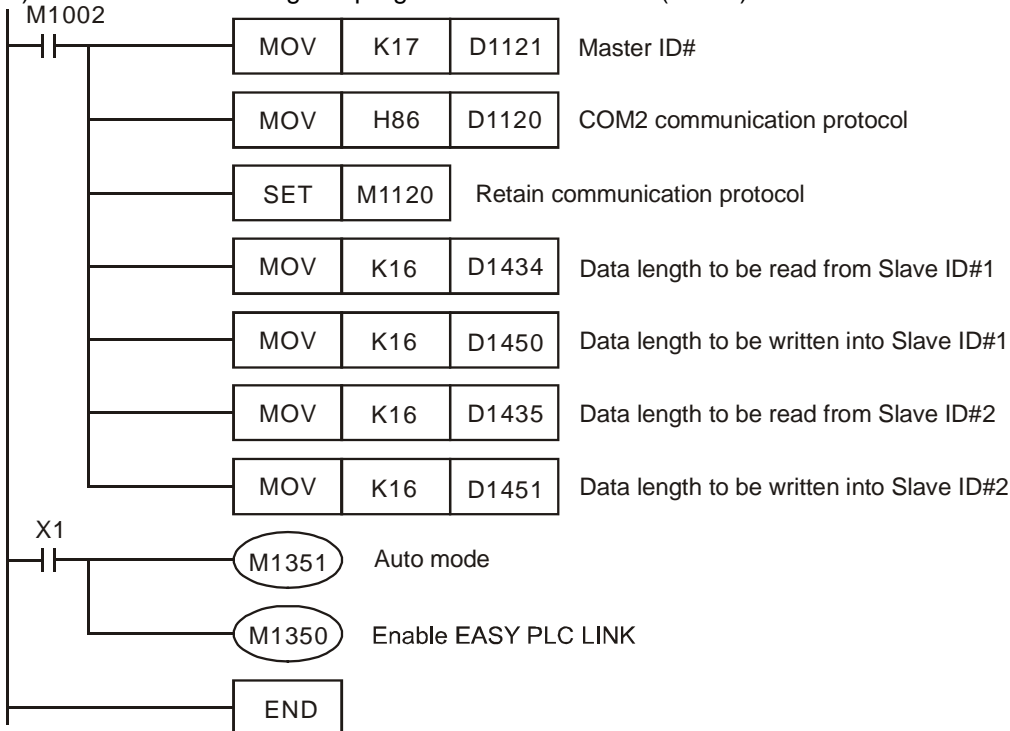 M1002
MOV K17 D1121 Master ID#
MOV H86 D1120 COM2 communication protocol
SET M1120 Retain communication protocol
MOV K16 D1434 Data length to be read from Slave ID#1
MOV K16 D1450 Data length to be written into Slave ID#1
MOV K16 D1435 Data length to be read from Slave ID#2
MOV K16 D1451 Data length to be written into Slave ID#2
X1
M1351 Auto mode
M1350 Enable EASY PLC LINK
END